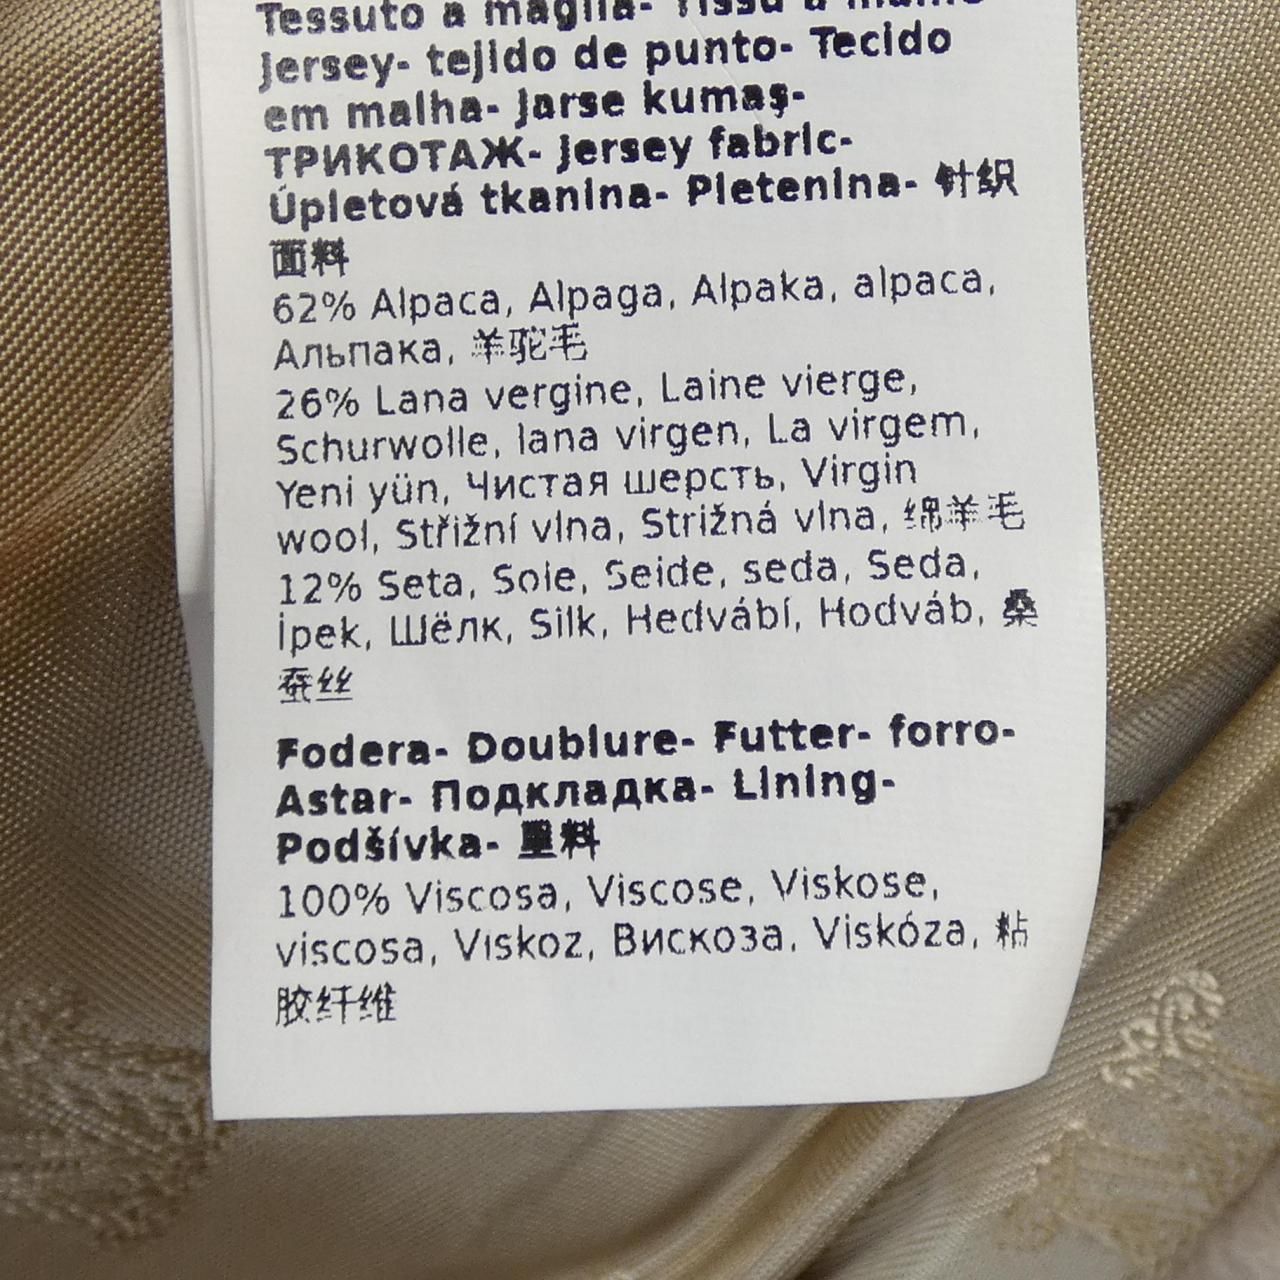 Tessuto a maglia- Tissu à maille
Jersey- tejido de punto- Tecido
em malha- Jarse kumaş-
ТРИКОТАЖ- Jersey fabric-
Úpletová tkanina- Pletenina- 针织
面料
62% Alpaca, Alpaga, Alpaka, alpaca,
Альпака, 羊驼毛
26% Lana vergine, Laine vierge,
Schurwolle, lana virgen, La virgem,
Yeni yün, Чистая шерсть, Virgin
wool, Střižní vlna, Strižná vlna, 绵羊毛
12% Seta, Soie, Seide, seda, Seda,
İpek, Шёлк, Silk, Hedvábí, Hodváb, 桑
蚕丝
Fodera- Doublure- Futter- forro-
Astar- Подкладка- Lining-
Podšívka- 里料
100% Viscosa, Viscose, Viskose,
viscosa, Viskoz, Вискоза, Viskóza, 粘
胶纤维